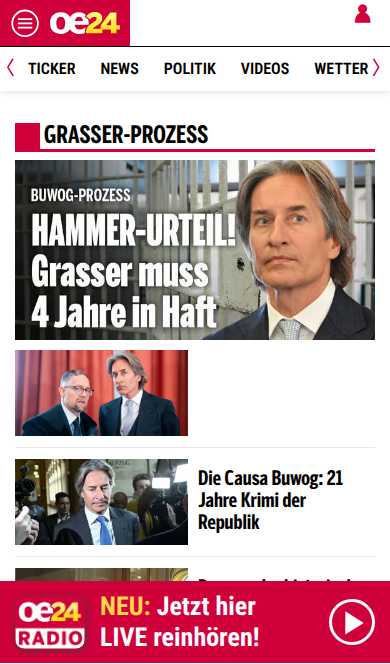 oe24
TICKER NEWS POLITIK VIDEOS WETTER
GRASSER-PROZESS
BUWOG-PROZESS
HAMMER-URTEIL!
Grasser muss
4 Jahre in Haft
Die Causa Buwog: 21
Jahre Krimi der
Republik
oe24
RADIO
NEU: Jetzt hier
LIVE reinhören!